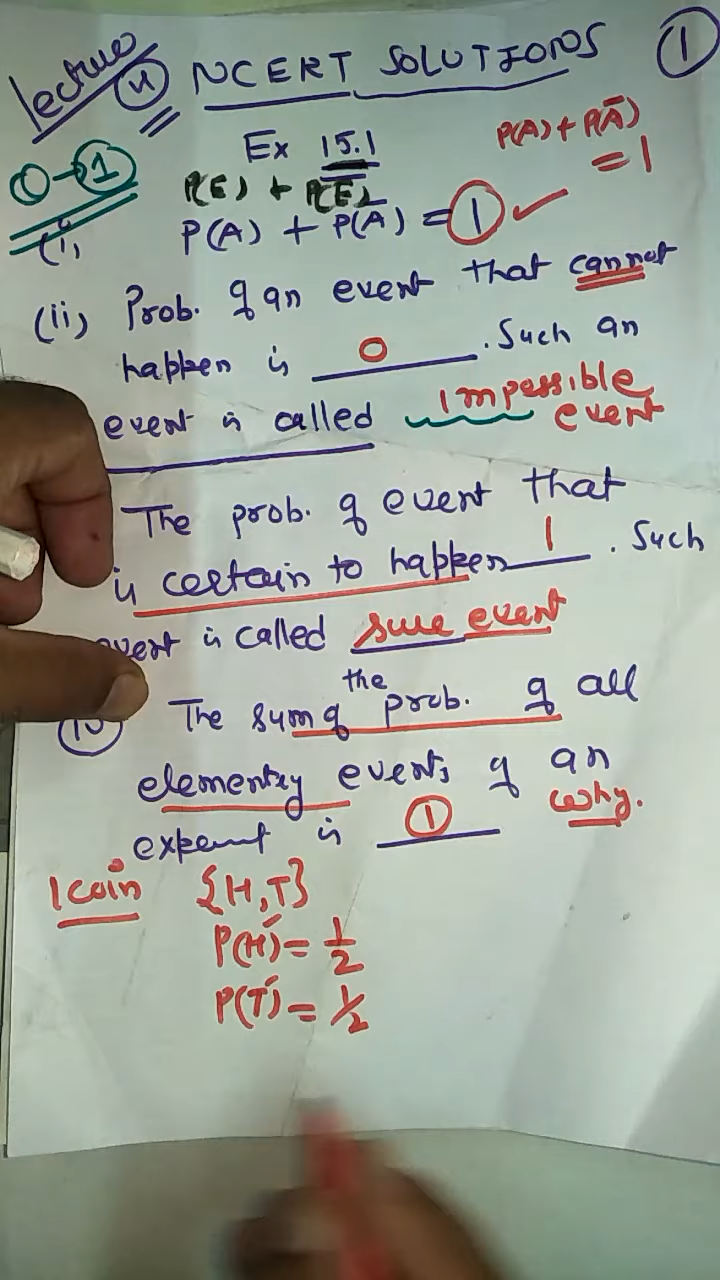 Lecture 4 NCERT SOLUTIONS 1
Ex 15.1
P(A) + P(Ā) = 1
0→1
P(E) + P(E̅)
(i) P(A) + P(Ā) = 1 ✓
(ii) Prob. of an event that cannot
happen is 0. Such an
event is called impossible event
The prob. of event that
is certain to happen 1. Such
event is called sure event
(iv) The sum of the prob. of all
elementry events of an
expemt is 1 why.
1 coin {H,T}
P(H) = 1/2
P(T) = 1/2